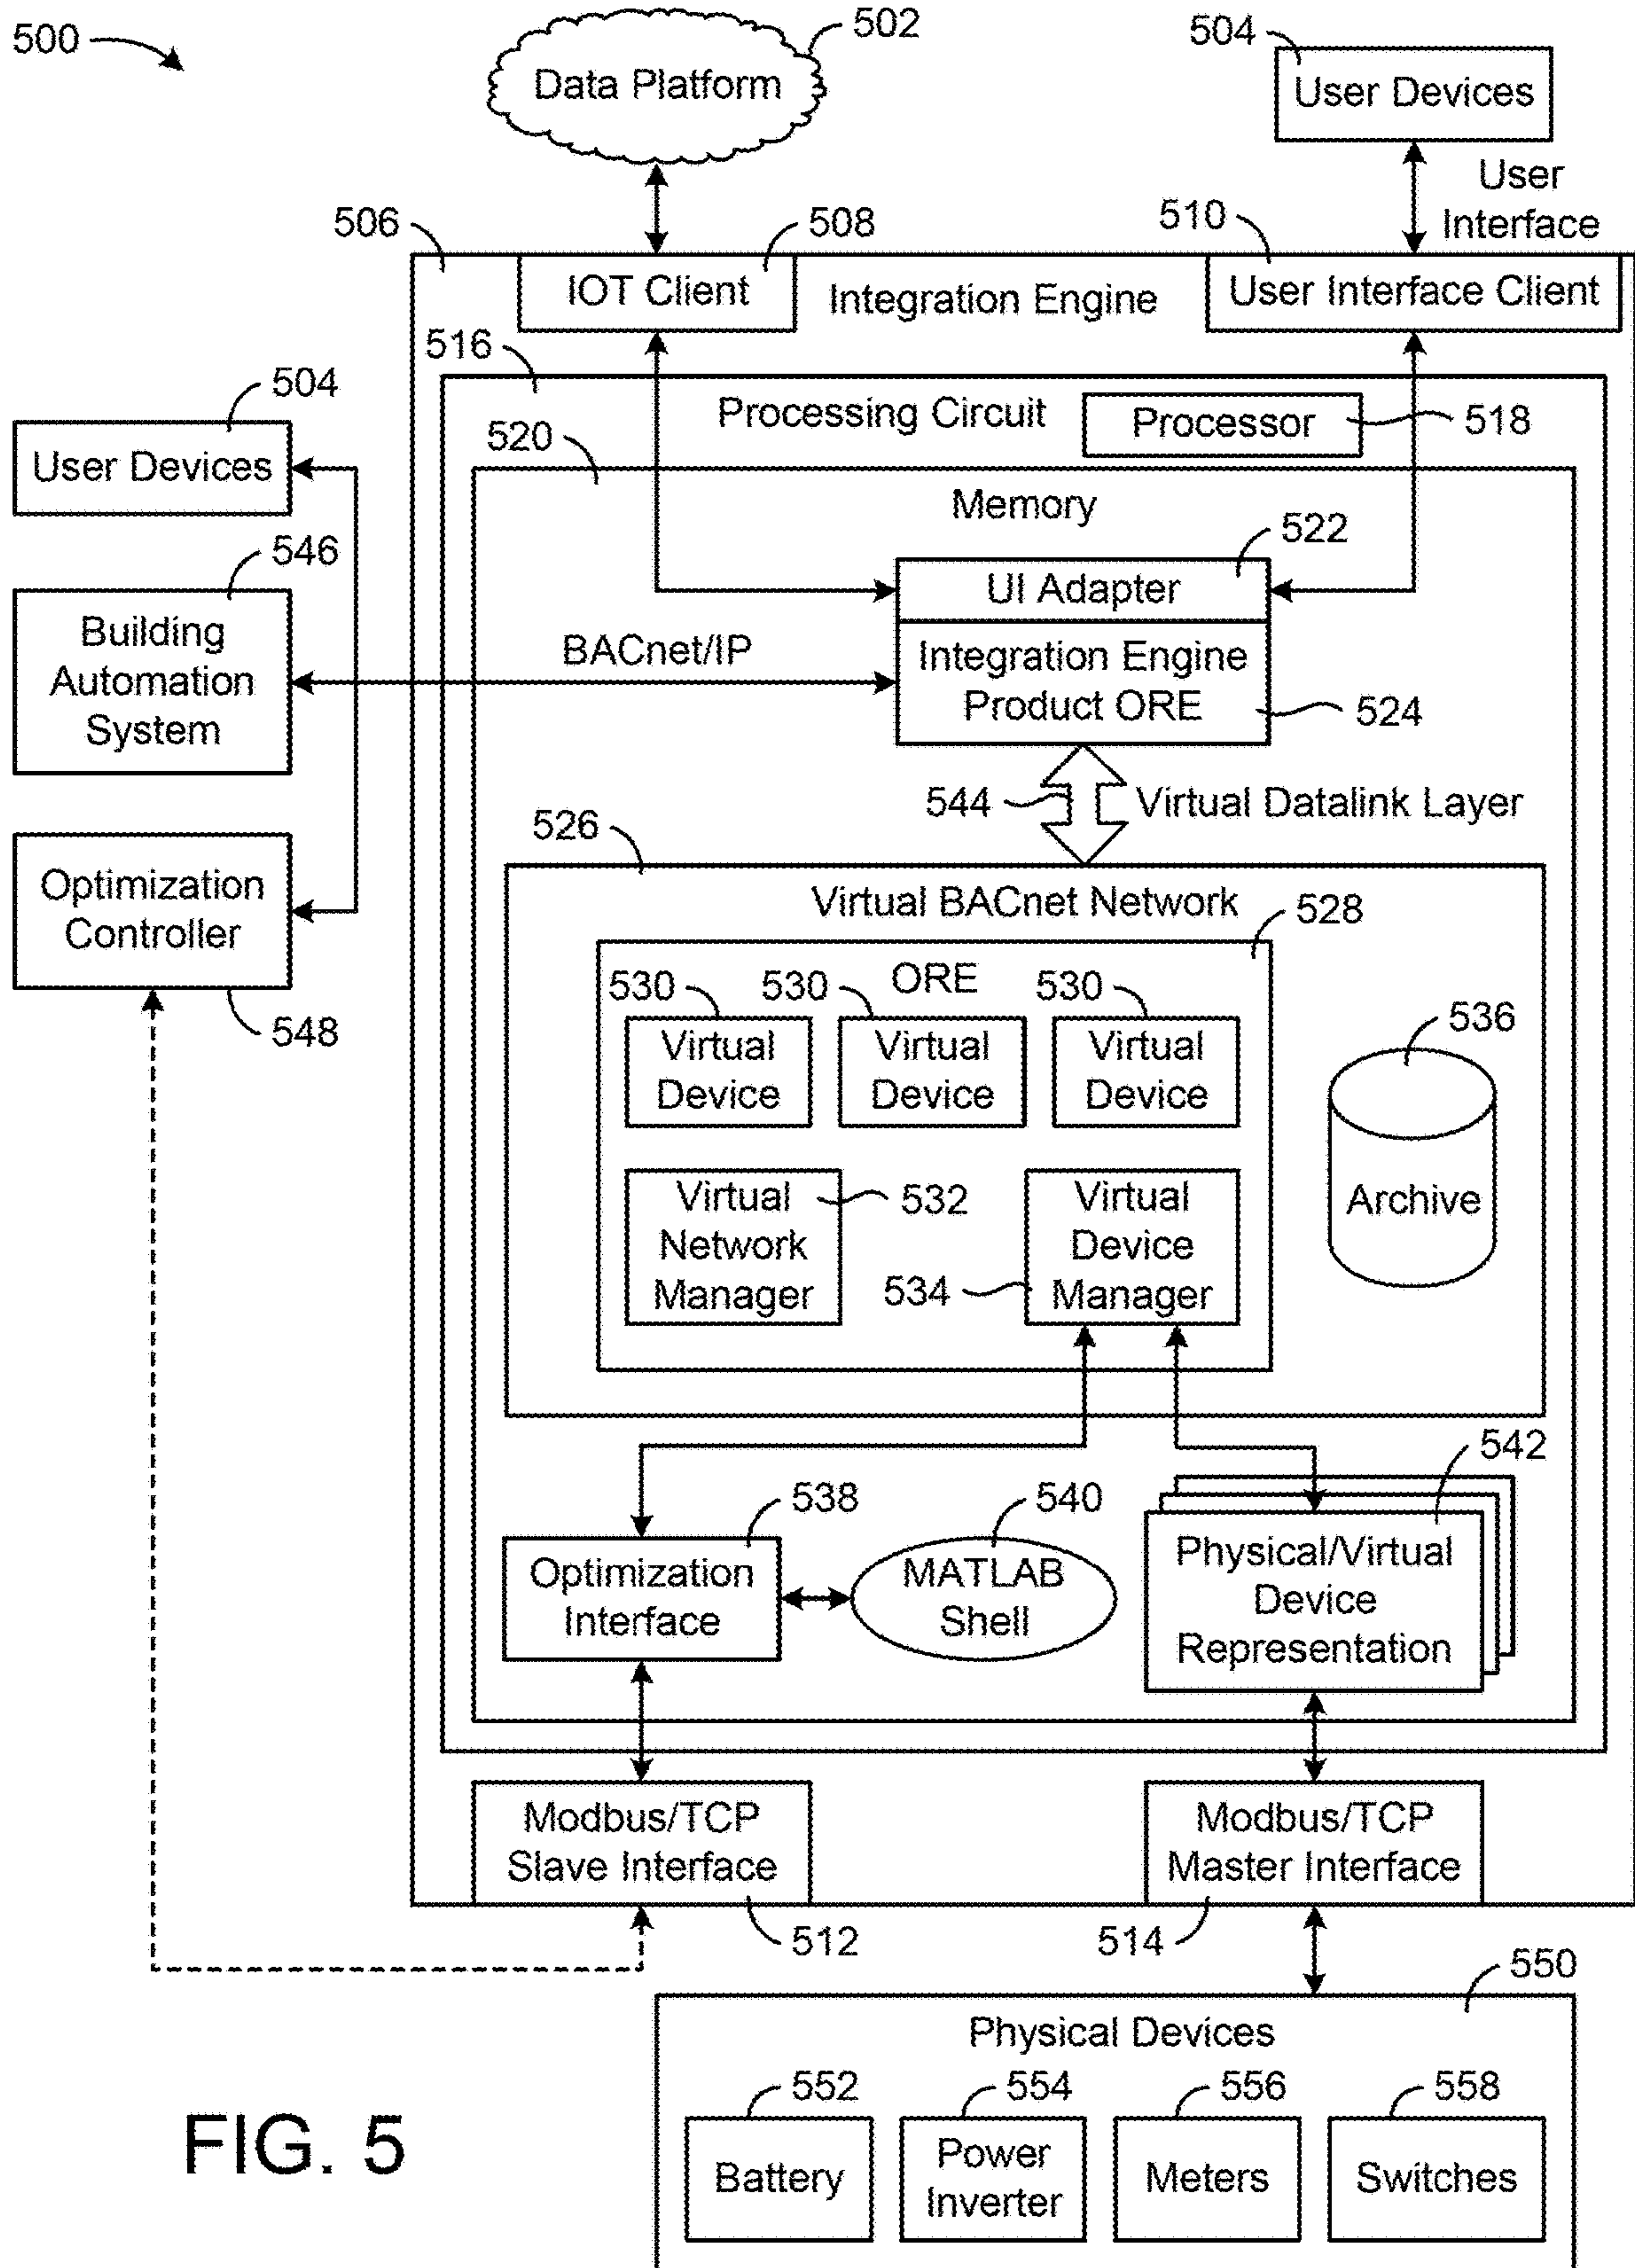 500
502
Data Platform
504
User Devices
User
Interface
506
508
510
IOT Client
Integration Engine
User Interface Client
516
504
Processing Circuit
Processor
518
520
User Devices
Memory
522
546
UI Adapter
Building
Automation
System
BACnet/IP
Integration Engine
Product ORE
524
544
Virtual Datalink Layer
526
Optimization
Controller
548
Virtual BACnet Network
528
ORE
530
530
530
Virtual
Device
Virtual
Device
Virtual
Device
536
Archive
Virtual
Network
Manager
532
Virtual
Device
Manager
534
538
540
542
Optimization
Interface
MATLAB
Shell
Physical/Virtual
Device
Representation
Modbus/TCP
Slave Interface
Modbus/TCP
Master Interface
512
514
550
Physical Devices
552
554
556
558
Battery
Power
Inverter
Meters
Switches
FIG. 5